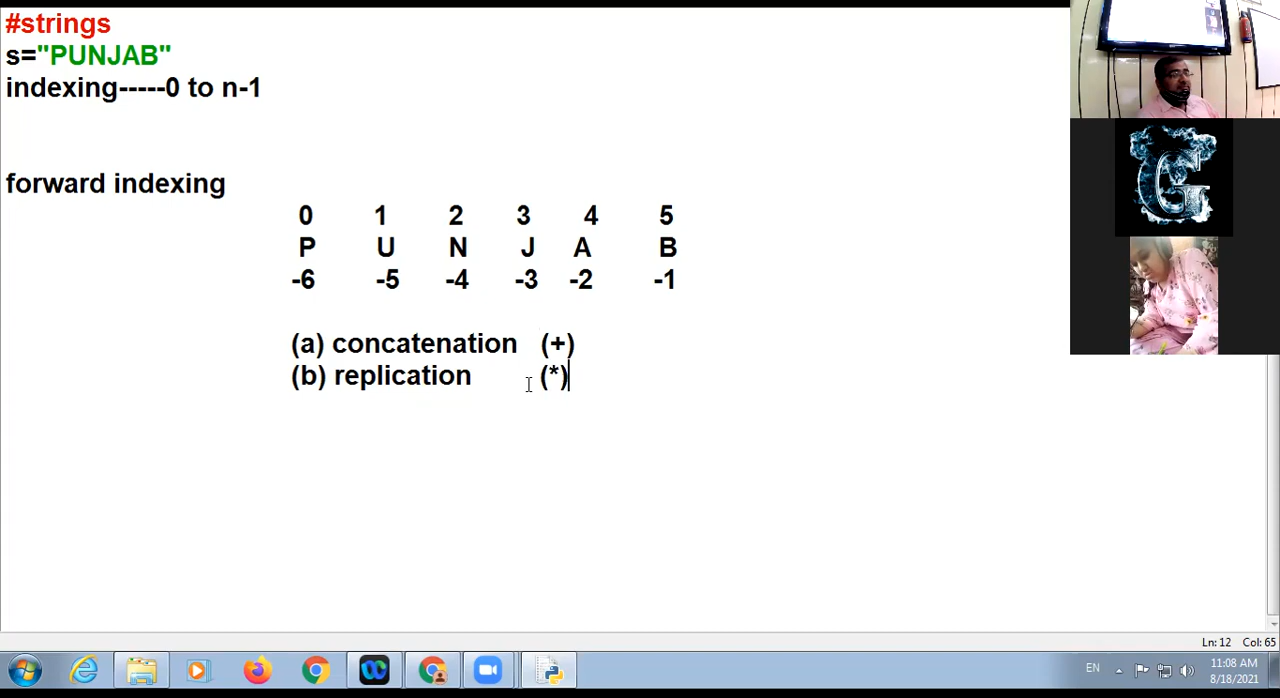 #strings
s="PUNJAB"
indexing-----0 to n-1
forward indexing
0 1 2 3 4 5
P U N J A B
-6 -5 -4 -3 -2 -1
(a) concatenation (+)
(b) replication (*)
G
Ln: 12 Col: 65
EN
11:08 AM
8/18/2021